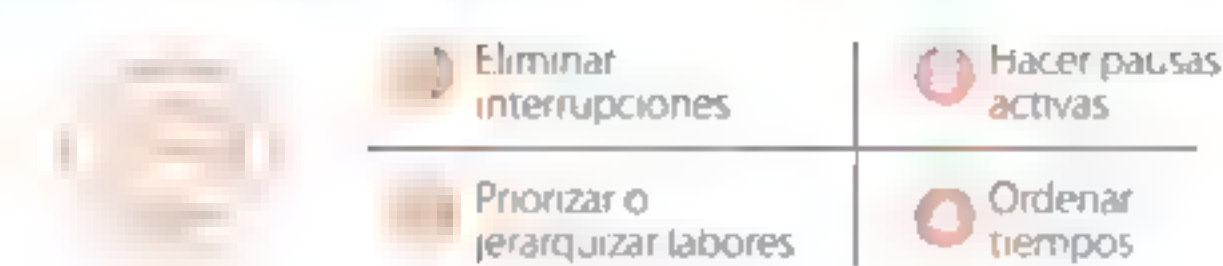 Eliminar
interrupciones
Hacer pausas
activas
Priorizar o
jerarquizar labores
Ordenar
tiempos